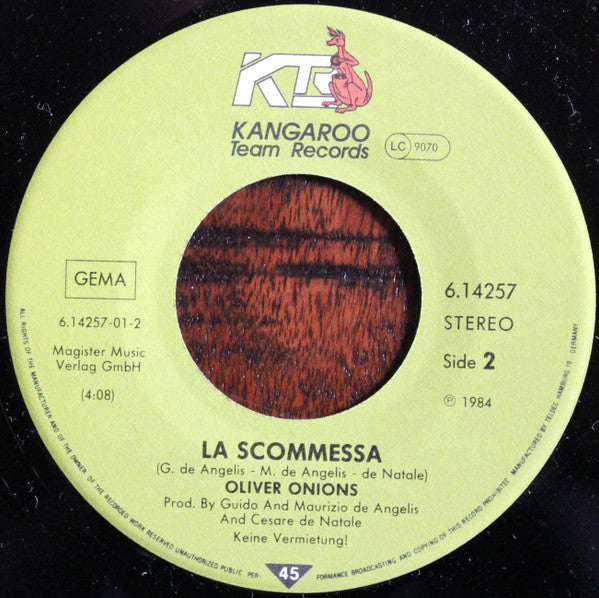 KTR
KANGAROO
Team Records
LC 9070
GEMA
6.14257-01-2
Magister Music
Verlag GmbH
(4:08)
6.14257
STEREO
Side 2
℗ 1984
LA SCOMMESSA
(G. de Angelis - M. de Angelis - de Natale)
OLIVER ONIONS
Prod. By Guido And Maurizio de Angelis
And Cesare de Natale
Keine Vermietung!
ALL RIGHTS OF THE MANUFACTURER AND OF THE OWNER OF THE RECORDED WORK RESERVED UNAUTHORIZED PUBLIC PER- 45 FORMANCE BROADCASTING AND COPYING OF THIS RECORD PROHIBITED MANUFACTURED BY TELDEC, HAMBURG 19 GERMANY